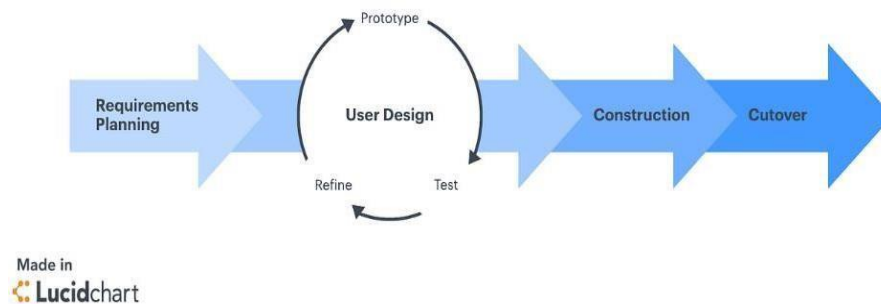 Prototype
Requirements
Planning
User Design
Construction
Cutover
Refine
Test
Made in
Lucidchart